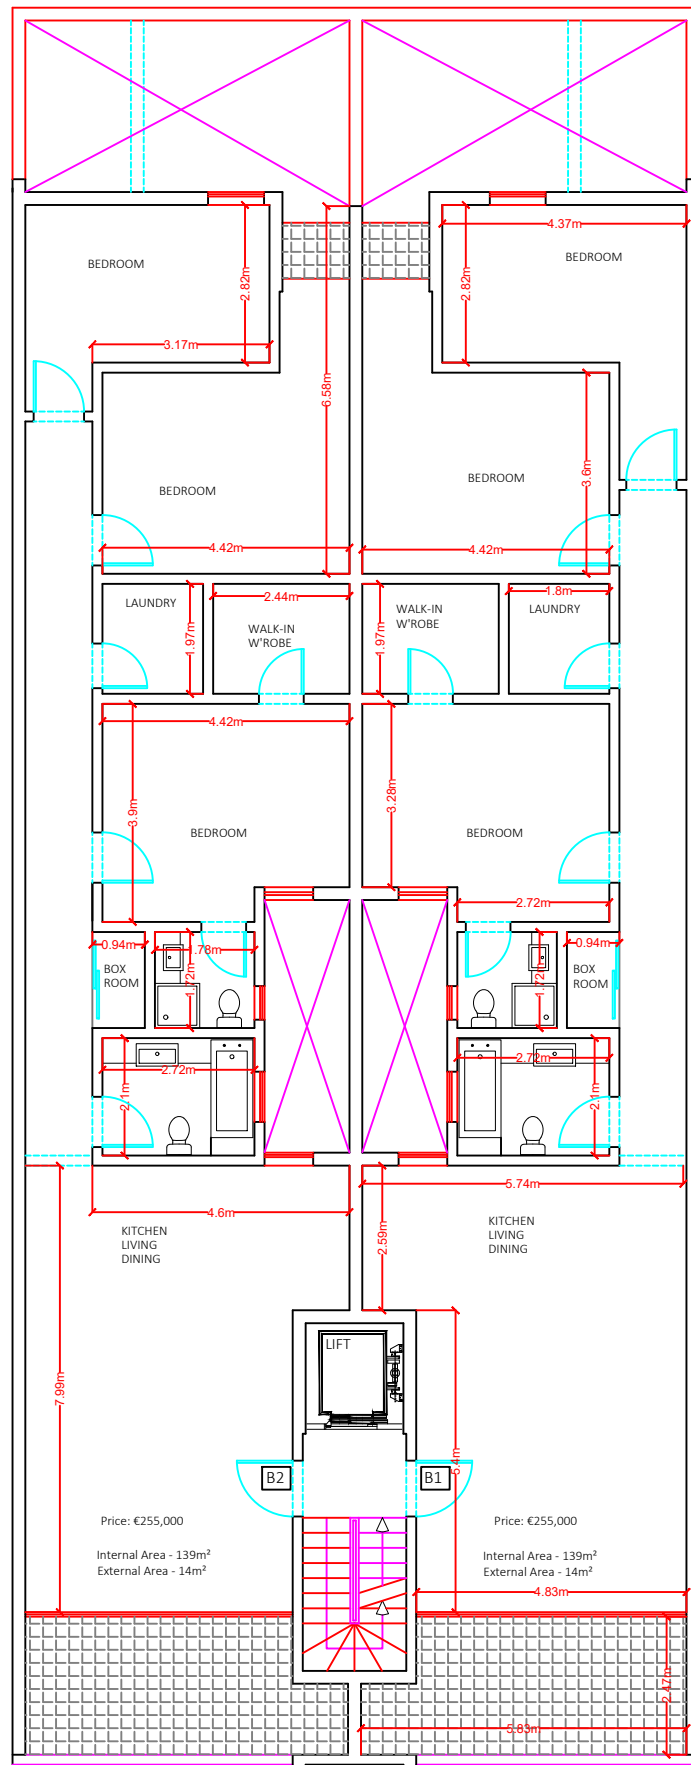 4.37m
BEDROOM
BEDROOM
2.82m
2.82m
3.17m
6.58m
BEDROOM
BEDROOM
3.6m
4.42m
4.42m
LAUNDRY
2.44m
1.97m
WALK-IN
W'ROBE
1.97m
WALK-IN
W'ROBE
1.8m
LAUNDRY
4.42m
3.9m
3.28m
BEDROOM
BEDROOM
2.72m
0.94m
1.78m
0.94m
BOX
ROOM
1.72m
1.72m
BOX
ROOM
2.72m
2.1m
2.72m
2.1m
5.74m
4.6m
KITCHEN
LIVING
DINING
2.59m
KITCHEN
LIVING
DINING
LIFT
7.99m
5.4m
B2
B1
Price: €255,000
Internal Area - 139m²
External Area - 14m²
Price: €255,000
Internal Area - 139m²
External Area - 14m²
4.83m
2.47m
5.83m